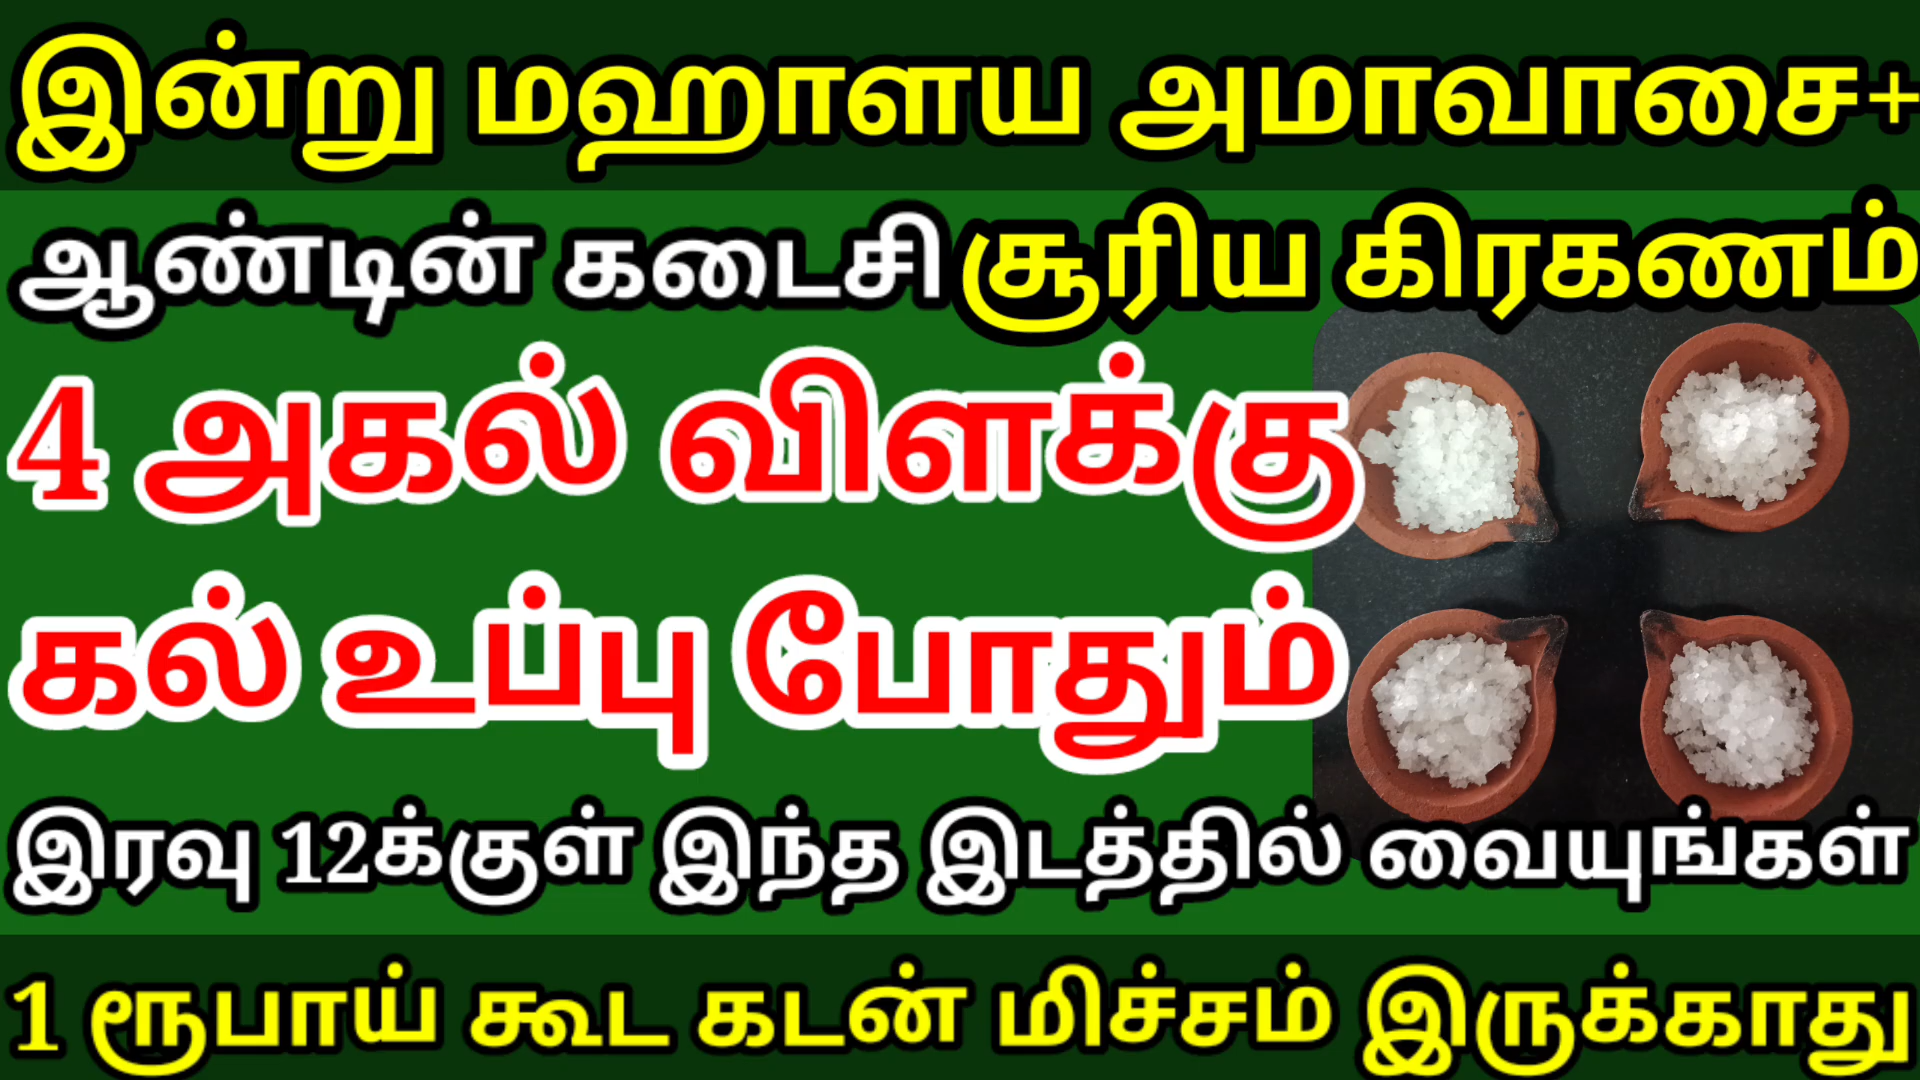 இன்று மஹாளய அமாவாசை+
ஆண்டின் கடைசி சூரிய கிரகணம்
4 அகல் விளக்கு
கல் உப்பு போதும்
இரவு 12க்குள் இந்த இடத்தில் வையுங்கள்
1 ரூபாய் கூட கடன் மிச்சம் இருக்காது